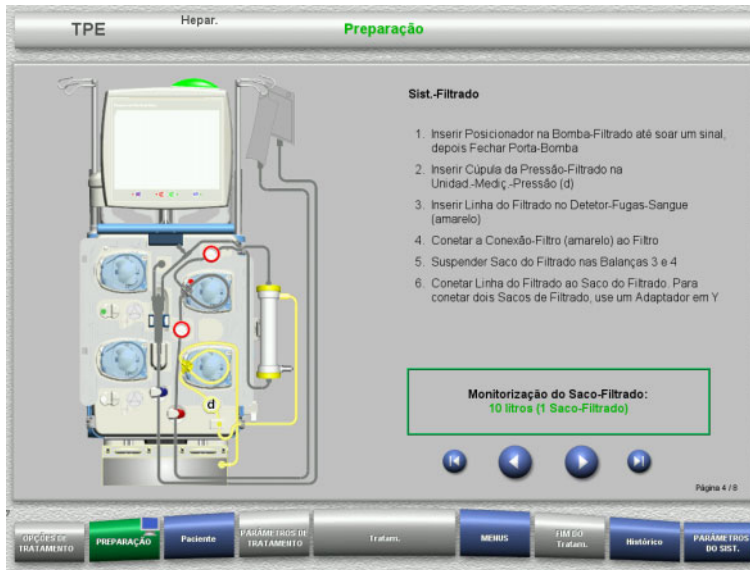 TPE
Hepar.
Preparação
Sist.-Filtrado
1. Inserir Posicionador na Bomba-Filtrado até soar um sinal,
depois Fechar Porta-Bomba
2. Inserir Cúpula da Pressão-Filtrado na
Unidad.-Mediç.-Pressão (d)
3. Inserir Linha do Filtrado no Detetor-Fugas-Sangue
(amarelo)
4. Conetar a Conexão-Filtro (amarelo) ao Filtro
5. Suspender Saco do Filtrado nas Balanças 3 e 4
6. Conetar Linha do Filtrado ao Saco do Filtrado. Para
conetar dois Sacos de Filtrado, use um Adaptador em Y
d
Monitorização do Saco-Filtrado:
10 litros (1 Saco-Filtrado)
Página 4 / 8
OPÇÕES DE
TRATAMENTO
PREPARAÇÃO
Paciente
PARÂMETROS DE
TRATAMENTO
Tratam.
MENUS
FIM DO
Tratam.
Histórico
PARÂMETROS
DO SIST.